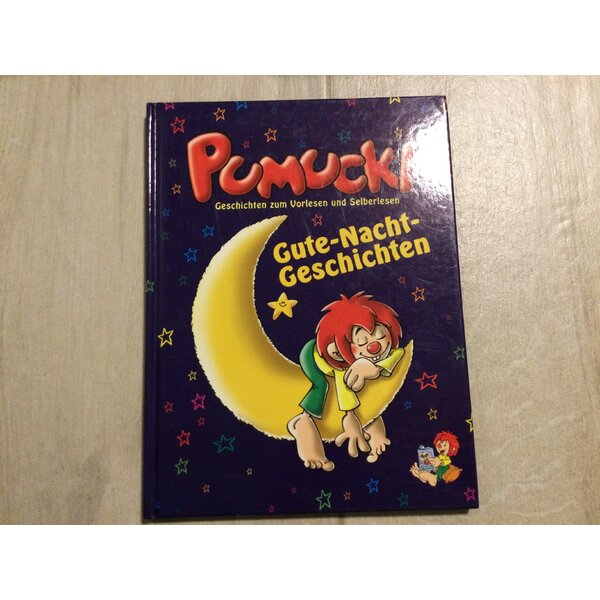 Pumuckl
Geschichten zum Vorlesen und Selberlesen
Gute-Nacht-
Geschichten